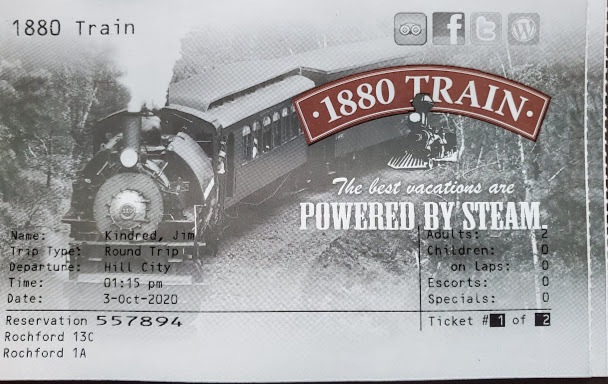 1880 Train
1880 TRAIN
The best vacations are
POWERED BY STEAM
Name: Kindred, Jim
Trip Type: Round Trip
Departure: Hill City
Time: 01:15 pm
Date: 3-Oct-2020
Adults: 2
Children: 0
on laps: 0
Escorts: 0
Specials: 0
Reservation 557894
Ticket # 1 of 2
Rochford 13C
Rochford 1A